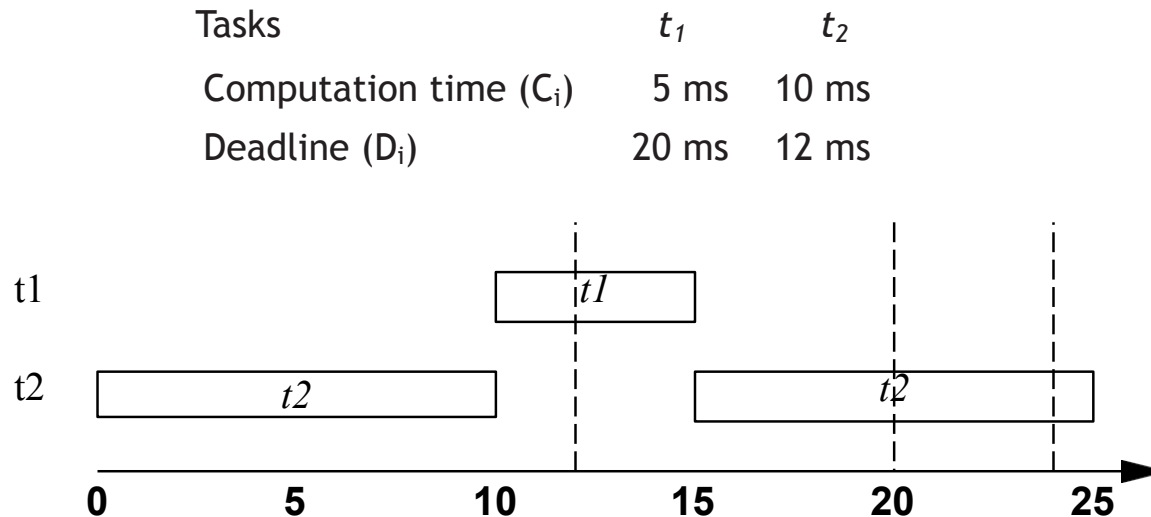 Tasks t₁ t₂
Computation time (Cᵢ) 5 ms 10 ms
Deadline (Dᵢ) 20 ms 12 ms
t1 t1
t2 t2 t2
0 5 10 15 20 25